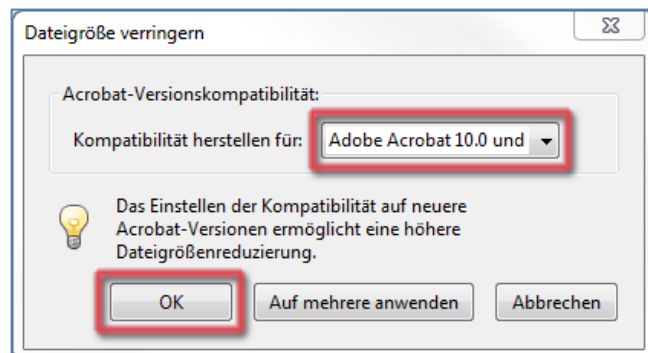 Dateigröße verringern
Acrobat-Versionskompatibilität:
Kompatibilität herstellen für: Adobe Acrobat 10.0 und
Das Einstellen der Kompatibilität auf neuere
Acrobat-Versionen ermöglicht eine höhere
Dateigrößenreduzierung.
OK Auf mehrere anwenden Abbrechen